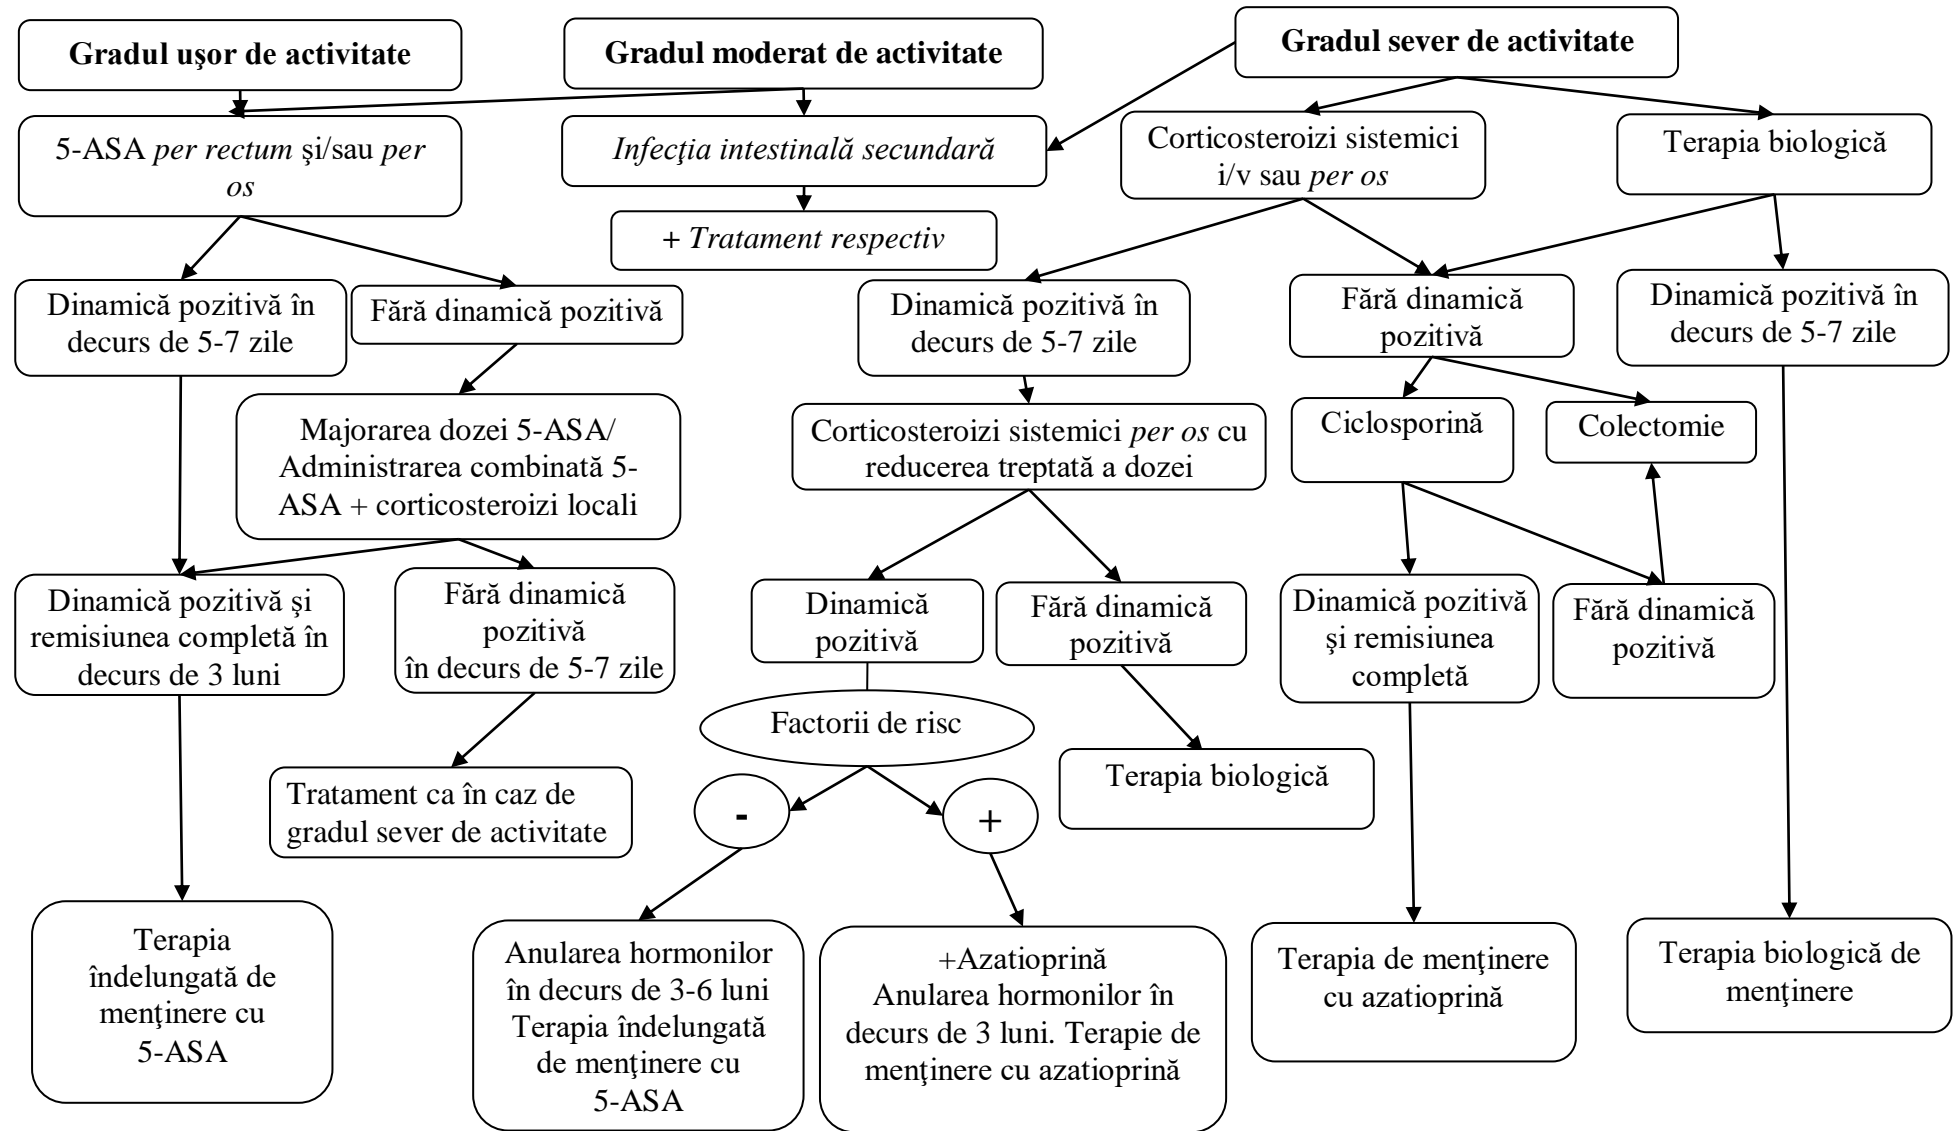 Gradul uşor de activitate
Gradul moderat de activitate
Gradul sever de activitate
5-ASA per rectum şi/sau per
os
Infecţia intestinală secundară
Corticosteroizi sistemici
i/v sau per os
Terapia biologică
+ Tratament respectiv
Dinamică pozitivă în
decurs de 5-7 zile
Fără dinamică pozitivă
Dinamică pozitivă în
decurs de 5-7 zile
Fără dinamică
pozitivă
Dinamică pozitivă în
decurs de 5-7 zile
Majorarea dozei 5-ASA/
Administrarea combinată 5-
ASA + corticosteroizi locali
Corticosteroizi sistemici per os cu
reducerea treptată a dozei
Ciclosporină
Colectomie
Dinamică pozitivă şi
remisiunea completă în
decurs de 3 luni
Fără dinamică
pozitivă
în decurs de 5-7 zile
Dinamică
pozitivă
Fără dinamică
pozitivă
Dinamică pozitivă
şi remisiunea
completă
Fără dinamică
pozitivă
Factorii de risc
Tratament ca în caz de
gradul sever de activitate
-
+
Terapia biologică
Terapia
îndelungată de
menţinere cu
5-ASA
Anularea hormonilor
în decurs de 3-6 luni
Terapia îndelungată
de menţinere cu
5-ASA
+Azatioprină
Anularea hormonilor în
decurs de 3 luni. Terapie de
menţinere cu azatioprină
Terapia de menţinere
cu azatioprină
Terapia biologică de
menţinere